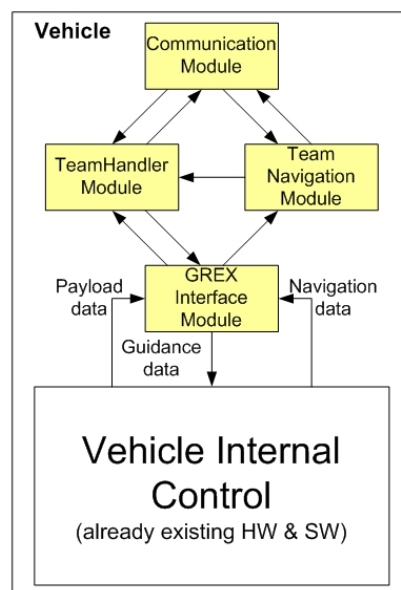 Vehicle
Communication
Module
TeamHandler
Module
Team
Navigation
Module
GREX
Interface
Module
Payload
data
Navigation
data
Guidance
data
Vehicle Internal
Control
(already existing HW & SW)